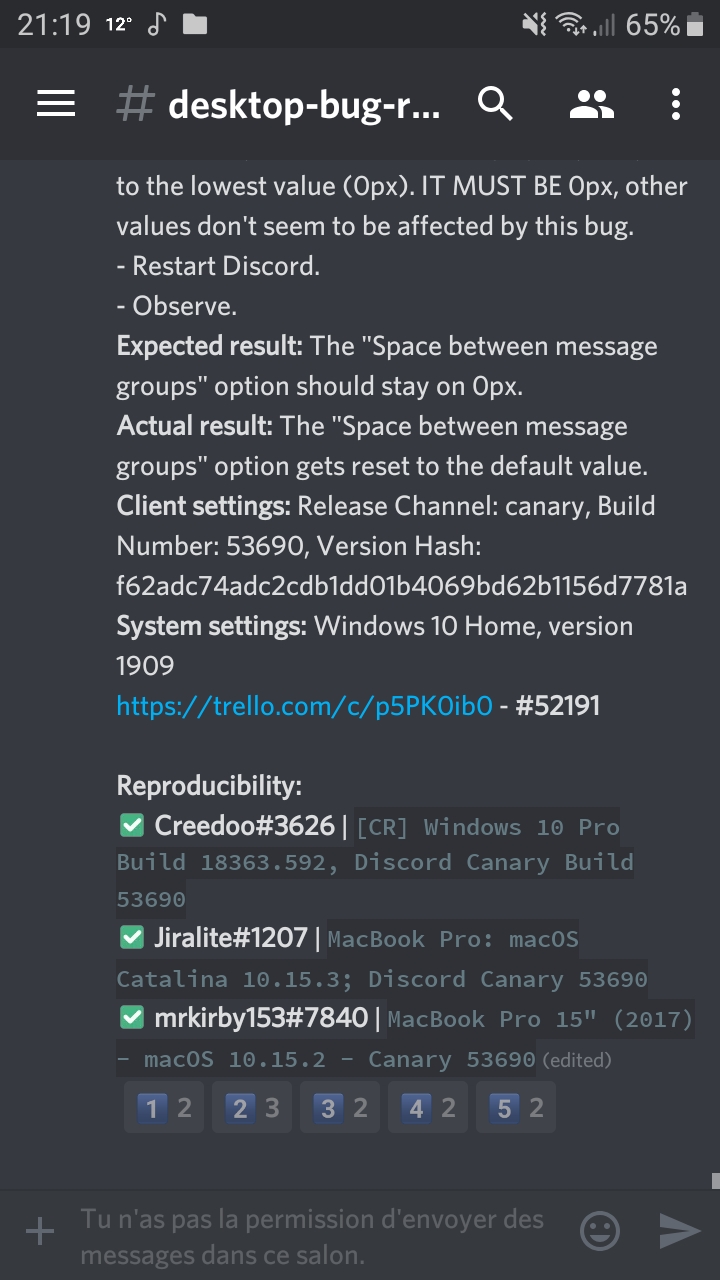 21:19 12° 65%
# desktop-bug-r...
to the lowest value (0px). IT MUST BE 0px, other
values don't seem to be affected by this bug.
- Restart Discord.
- Observe.
Expected result: The "Space between message
groups" option should stay on 0px.
Actual result: The "Space between message
groups" option gets reset to the default value.
Client settings: Release Channel: canary, Build
Number: 53690, Version Hash:
f62adc74adc2cdb1dd01b4069bd62b1156d7781a
System settings: Windows 10 Home, version
1909
https://trello.com/c/p5PK0ib0 - #52191
Reproducibility:
✅ Creedoo#3626 | [CR] Windows 10 Pro
Build 18363.592, Discord Canary Build
53690
✅ Jiralite#1207 | MacBook Pro: macOS
Catalina 10.15.3; Discord Canary 53690
✅ mrkirby153#7840 | MacBook Pro 15" (2017)
- macOS 10.15.2 - Canary 53690 (edited)
1 2 2 3 3 2 4 2 5 2
Tu n'as pas la permission d'envoyer des
messages dans ce salon.